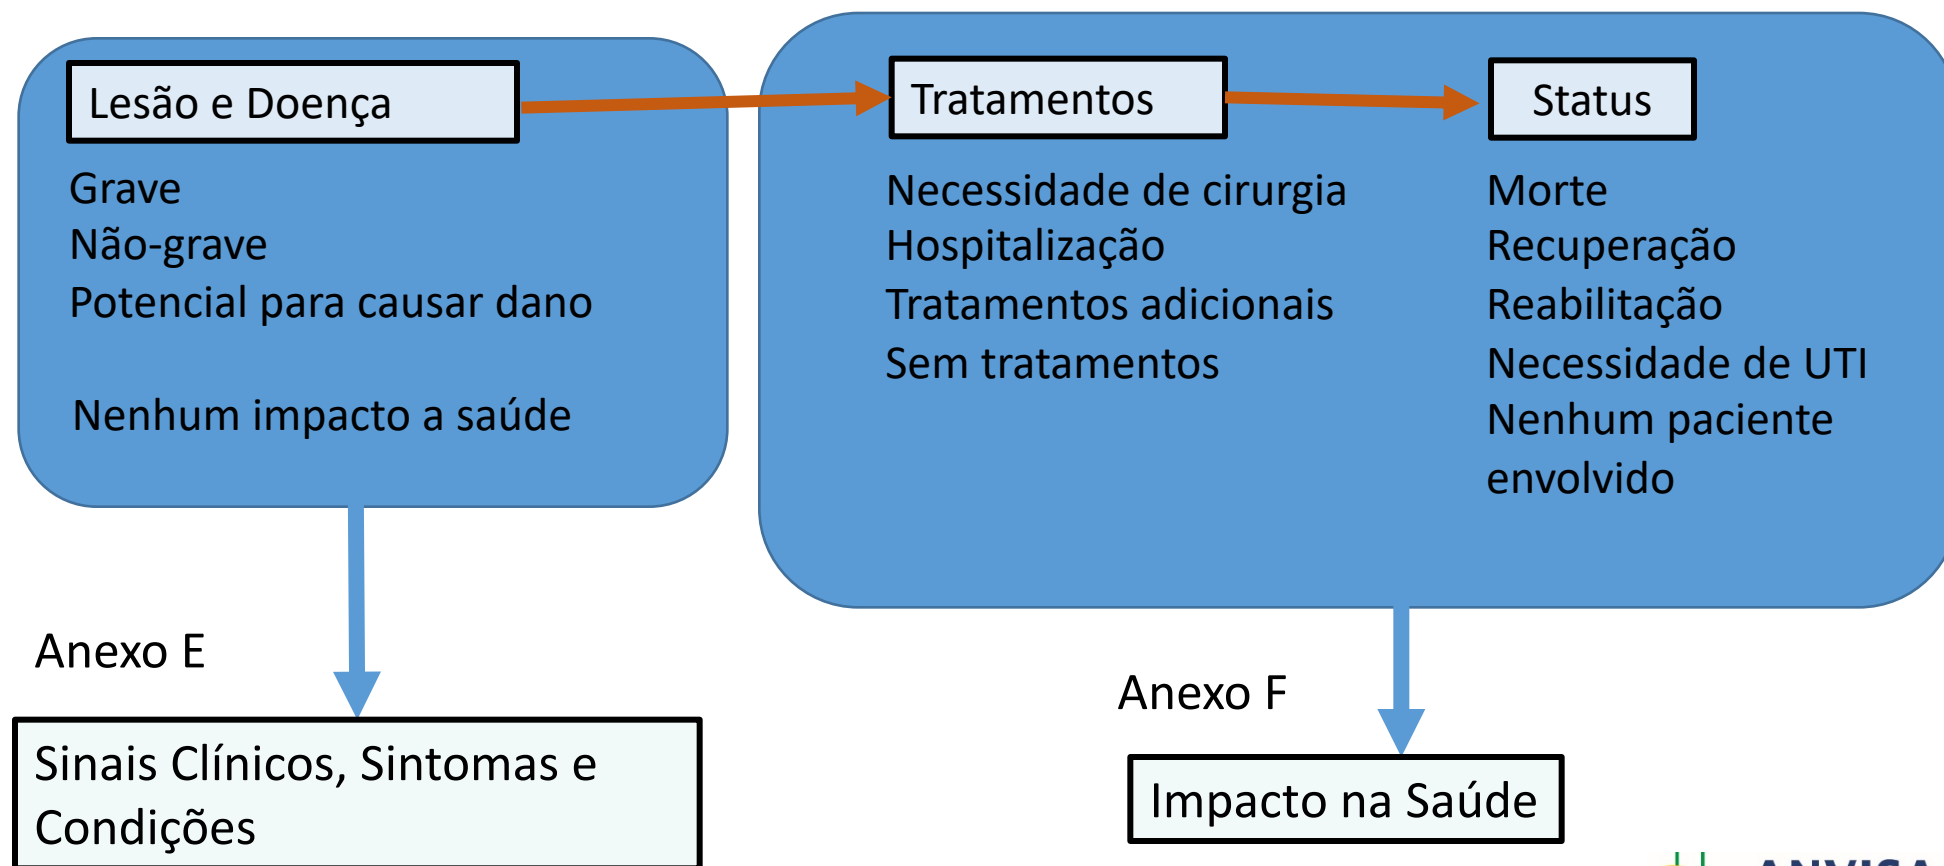 Lesão e Doença
Grave
Não-grave
Potencial para causar dano
Nenhum impacto a saúde
Tratamentos
Necessidade de cirurgia
Hospitalização
Tratamentos adicionais
Sem tratamentos
Status
Morte
Recuperação
Reabilitação
Necessidade de UTI
Nenhum paciente
envolvido
Anexo E
Sinais Clínicos, Sintomas e
Condições
Anexo F
Impacto na Saúde
ANVISA